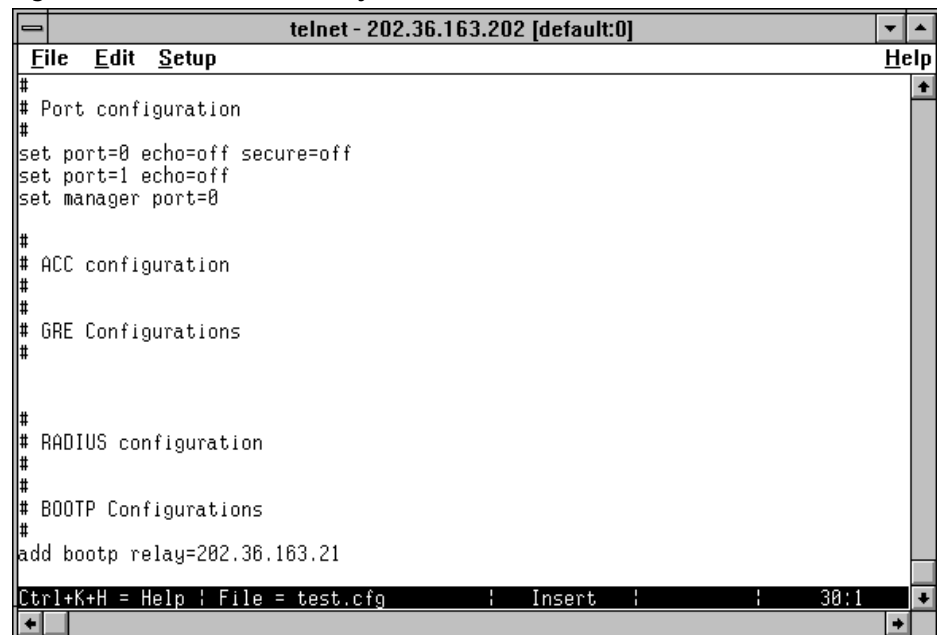 telnet - 202.36.163.202 [default:0]
File Edit Setup Help
#
# Port configuration
#
set port=0 echo=off secure=off
set port=1 echo=off
set manager port=0
#
# ACC configuration
#
#
# GRE Configurations
#
#
# RADIUS configuration
#
#
# BOOTP Configurations
#
add bootp relay=202.36.163.21
Ctrl+K+H = Help ¦ File = test.cfg ¦ Insert ¦ ¦ 30:1